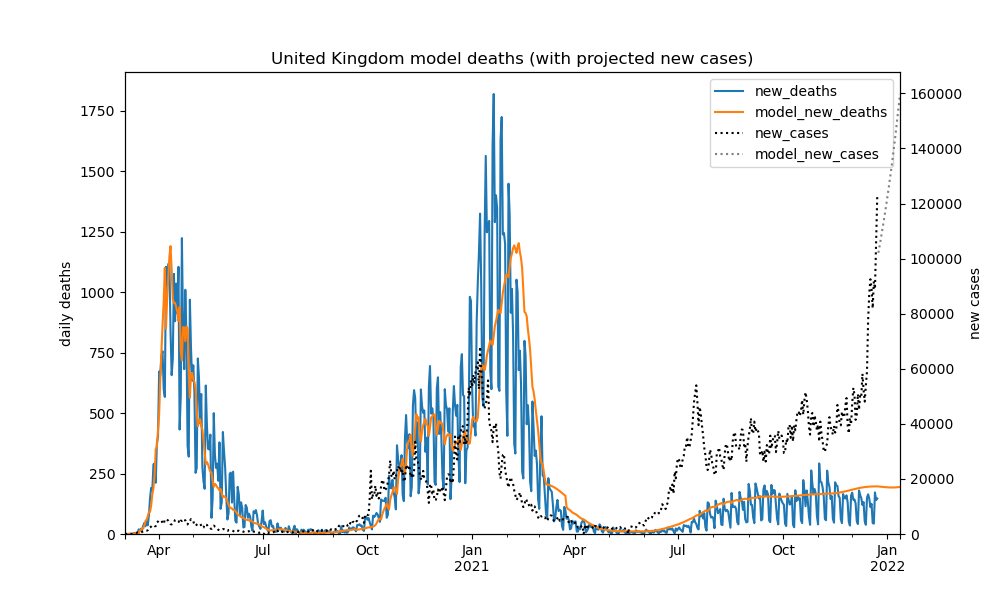 United Kingdom model deaths (with projected new cases)
new_deaths
model_new_deaths
new_cases
model_new_cases
daily deaths
1750
1500
1250
1000
750
500
250
0
160000
140000
120000
100000
80000
60000
40000
20000
0
new cases
Apr
Jul
Oct
Jan
2021
Apr
Jul
Oct
Jan
2022